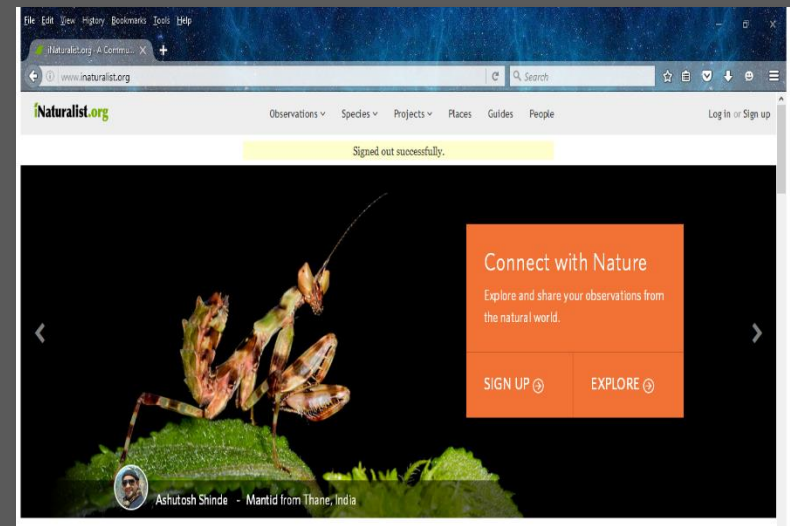 File Edit View History Bookmarks Tools Help
iNaturalist.org - A Commu...
www.inaturalist.org
Search
iNaturalist.org
Observations Species Projects Places Guides People
Log in or Sign up
Signed out successfully.
Connect with Nature
Explore and share your observations from
the natural world.
SIGN UP EXPLORE
Ashutosh Shinde - Mantid from Thane, India